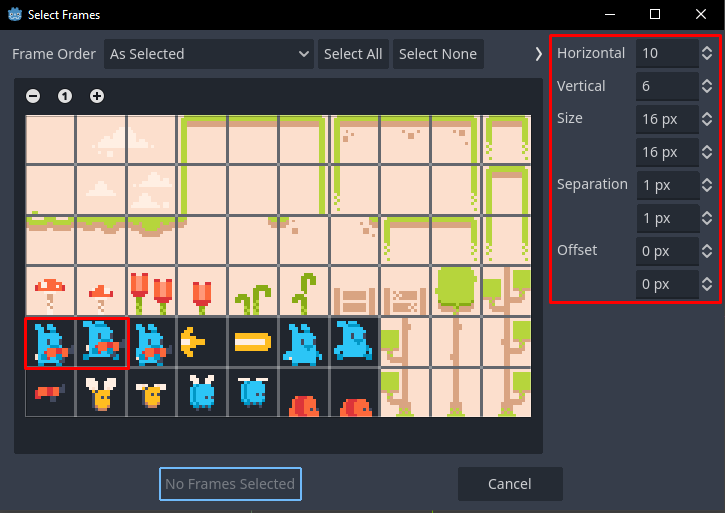 Select Frames
Frame Order As Selected Select All Select None
Horizontal 10
Vertical 6
Size 16 px
16 px
Separation 1 px
1 px
Offset 0 px
0 px
1
No Frames Selected Cancel